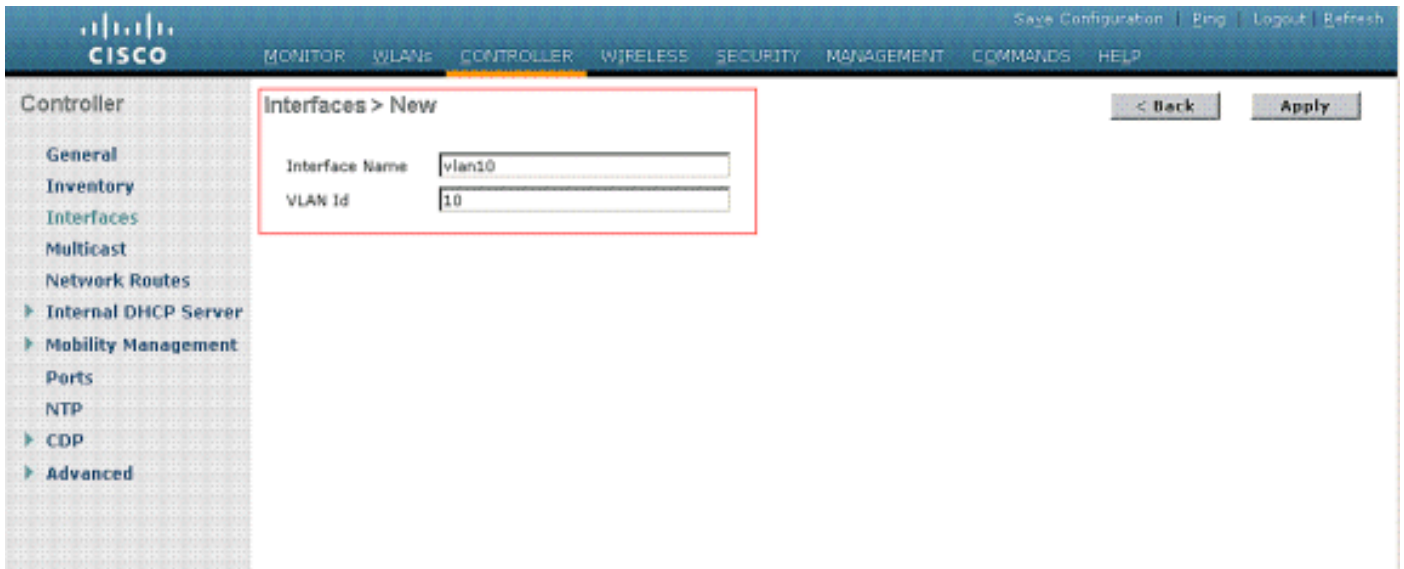 Save Configuration | Ping | Logout | Refresh
CISCO
MONITOR WLANs CONTROLLER WIRELESS SECURITY MANAGEMENT COMMANDS HELP
Controller
General
Inventory
Interfaces
Multicast
Network Routes
Internal DHCP Server
Mobility Management
Ports
NTP
CDP
Advanced
Interfaces > New
< Back
Apply
Interface Name vlan10
VLAN Id 10